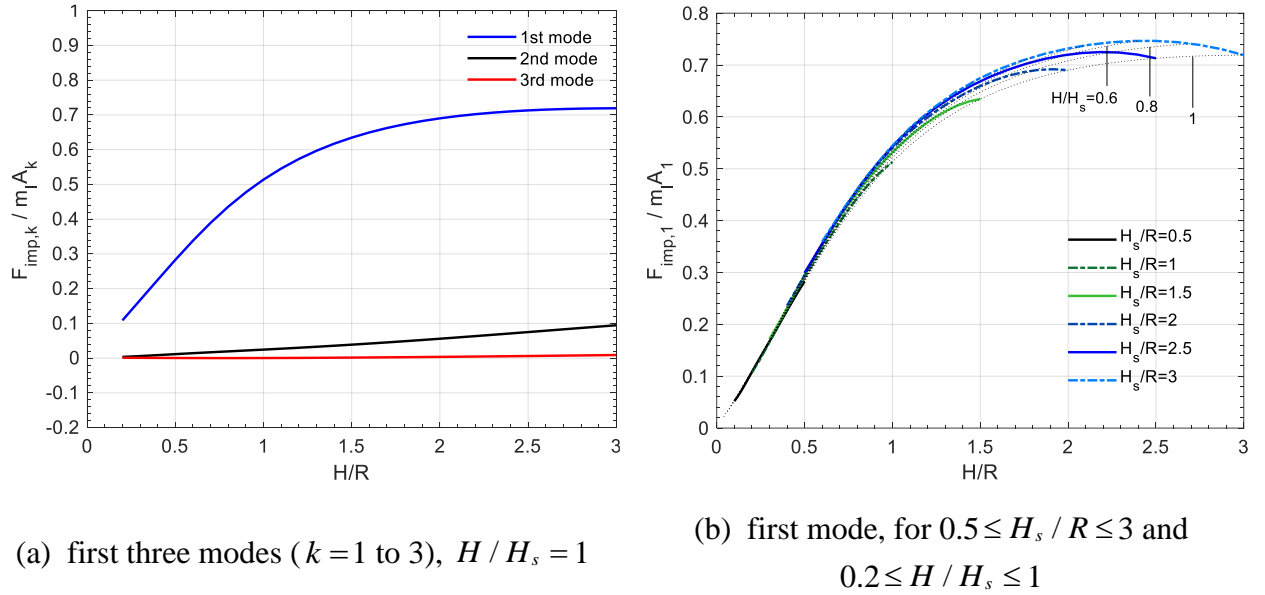 1
0.9
0.8
0.7
0.6
0.5
0.4
0.3
0.2
0.1
0
-0.1
-0.2
F_imp,k / m_l A_k
0
0.5
1
1.5
2
2.5
3
H/R
1st mode
2nd mode
3rd mode
(a) first three modes ( k = 1 to 3), H / H_s = 1
0.8
0.7
0.6
0.5
0.4
0.3
0.2
0.1
0
F_imp,1 / m_l A_1
0
0.5
1
1.5
2
2.5
3
H/R
H/H_s=0.6
0.8
1
H_s/R=0.5
H_s/R=1
H_s/R=1.5
H_s/R=2
H_s/R=2.5
H_s/R=3
(b) first mode, for 0.5 ≤ H_s / R ≤ 3 and
0.2 ≤ H / H_s ≤ 1